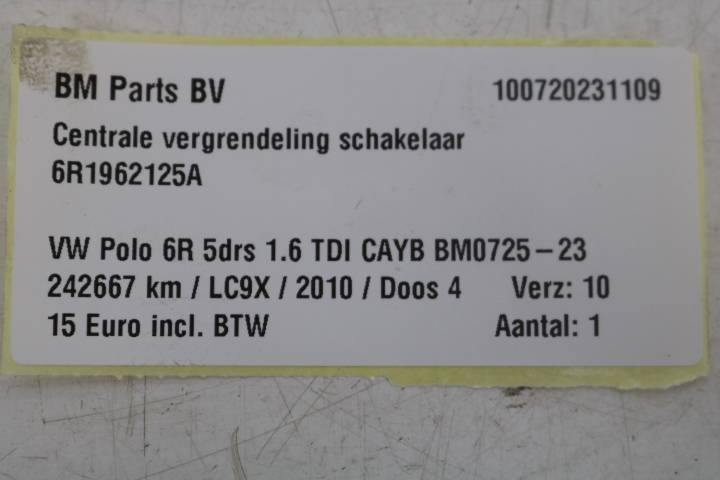 BM Parts BV 100720231109
Centrale vergrendeling schakelaar
6R1962125A
VW Polo 6R 5drs 1.6 TDI CAYB BM0725-23
242667 km / LC9X / 2010 / Doos 4 Verz: 10
15 Euro incl. BTW Aantal: 1